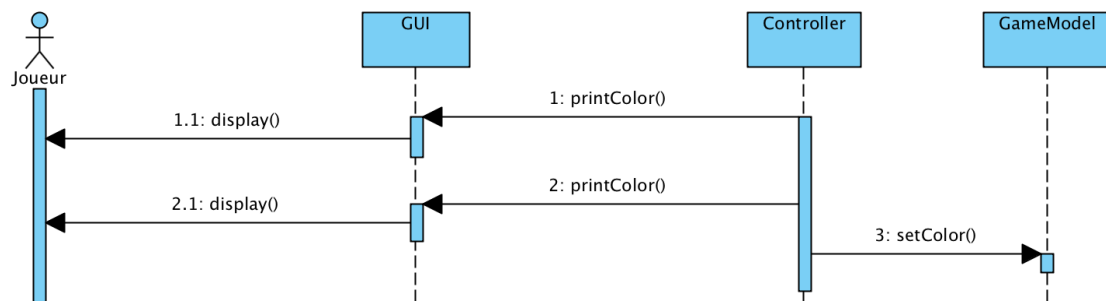 GUI
Controller
GameModel
Joueur
1: printColor()
1.1: display()
2: printColor()
2.1: display()
3: setColor()